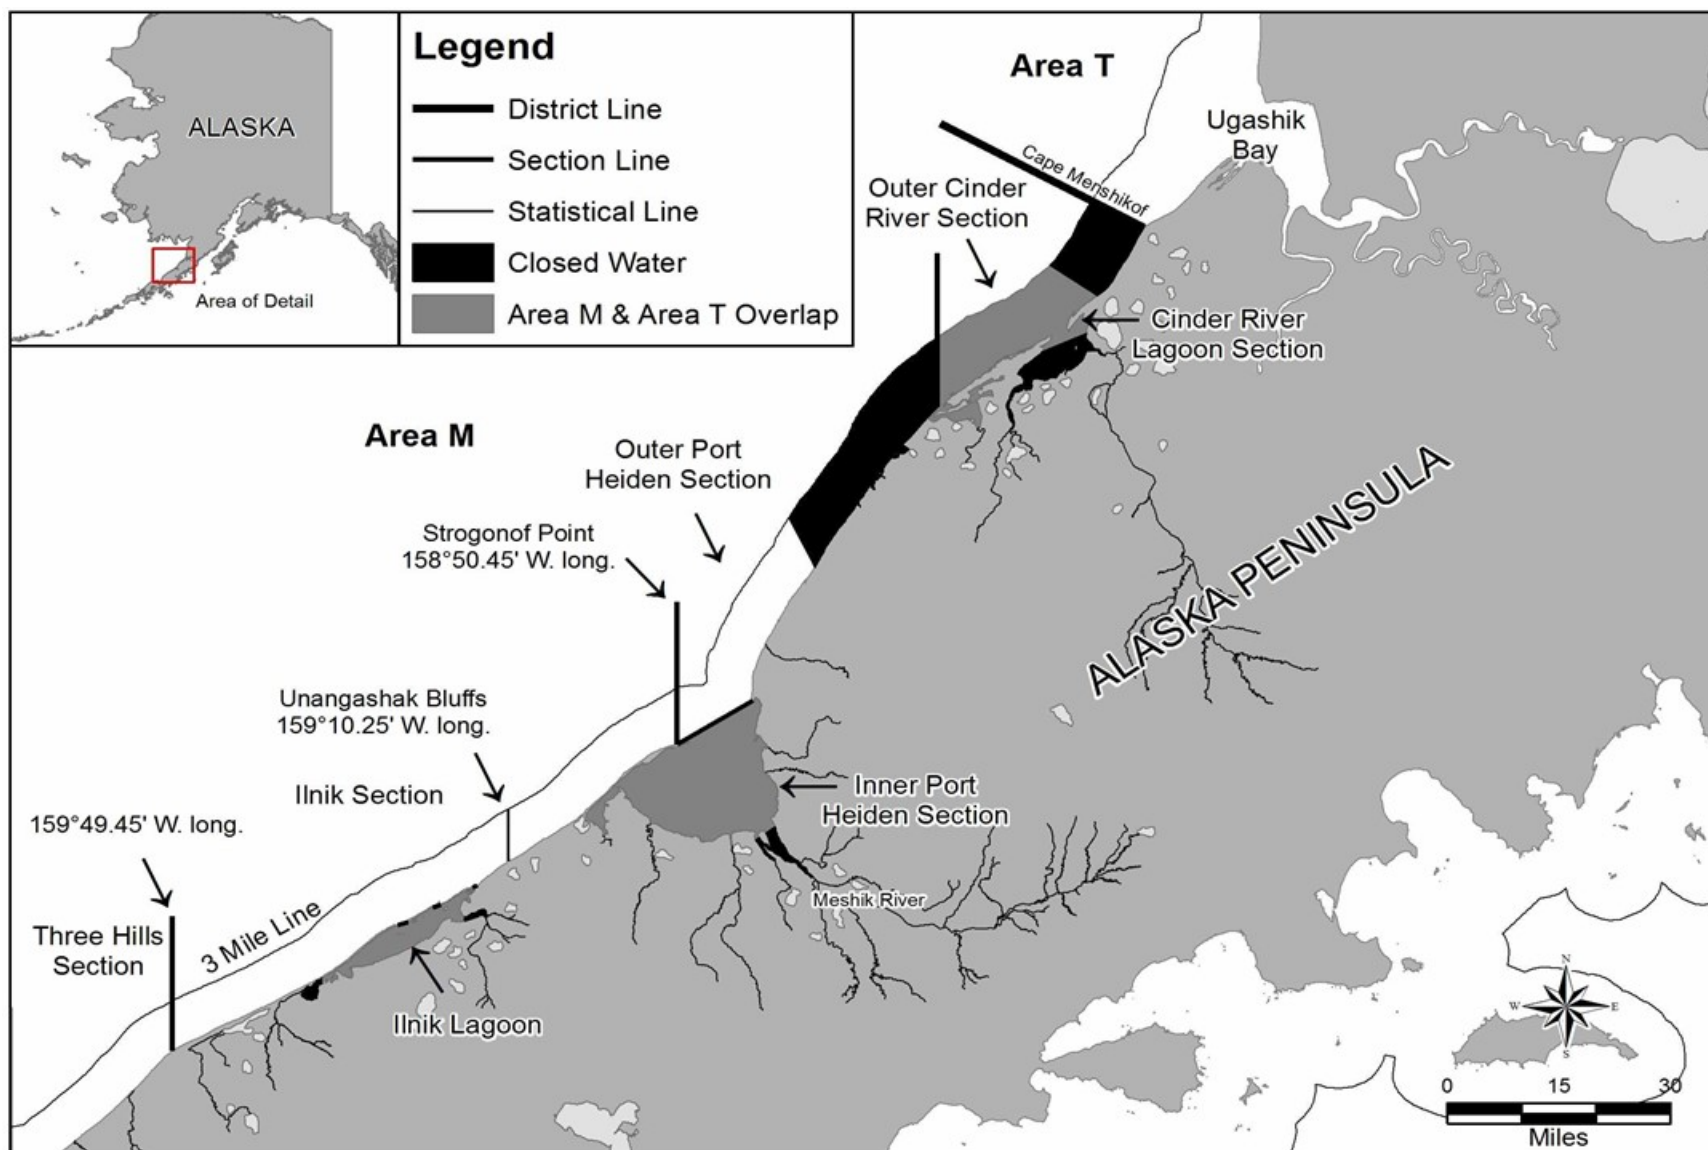 ALASKA
Area of Detail
Legend
District Line
Section Line
Statistical Line
Closed Water
Area M & Area T Overlap
Area T
Ugashik
Bay
Cape Menshikof
Outer Cinder
River Section
Cinder River
Lagoon Section
Area M
Outer Port
Heiden Section
Strogonof Point
158°50.45' W. long.
ALASKA PENINSULA
Unangashak Bluffs
159°10.25' W. long.
Ilnik Section
Inner Port
Heiden Section
159°49.45' W. long.
Meshik River
Three Hills
Section
3 Mile Line
Ilnik Lagoon
N
W
E
S
0 15 30
Miles